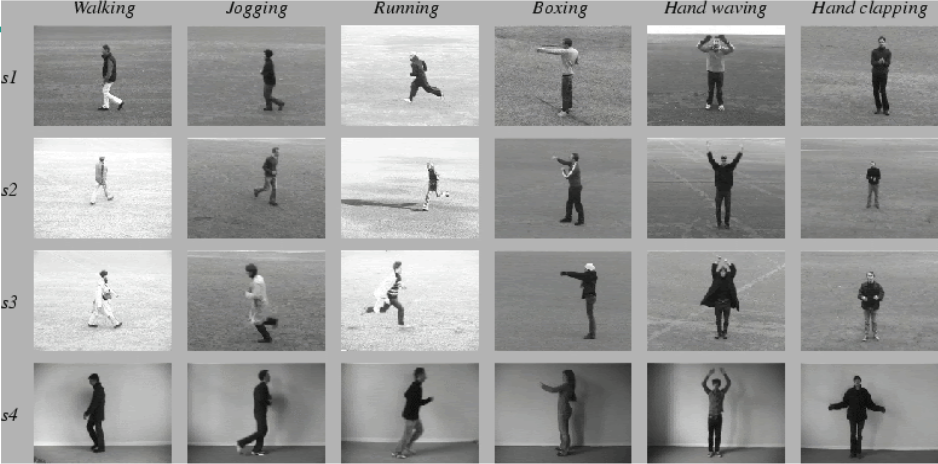 Walking Jogging Running Boxing Hand waving Hand clapping
s1
s2
s3
s4